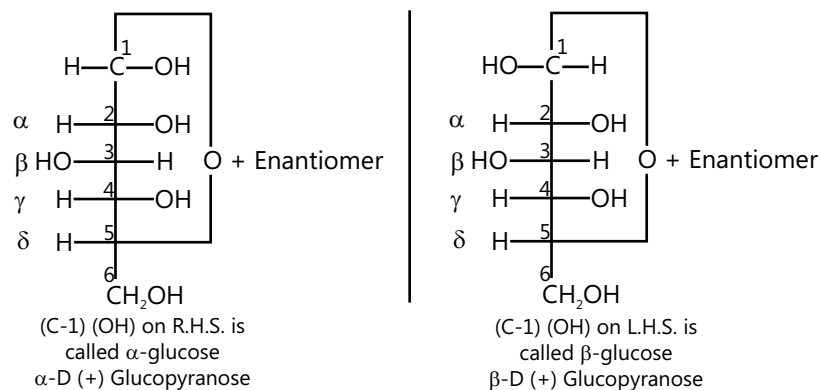 1
H C OH
α H 2 OH
β HO 3 H O + Enantiomer
γ H 4 OH
δ H 5
6
CH₂OH
(C-1) (OH) on R.H.S. is
called α-glucose
α-D (+) Glucopyranose
1
HO C H
α H 2 OH
β HO 3 H O + Enantiomer
γ H 4 OH
δ H 5
6
CH₂OH
(C-1) (OH) on L.H.S. is
called β-glucose
β-D (+) Glucopyranose